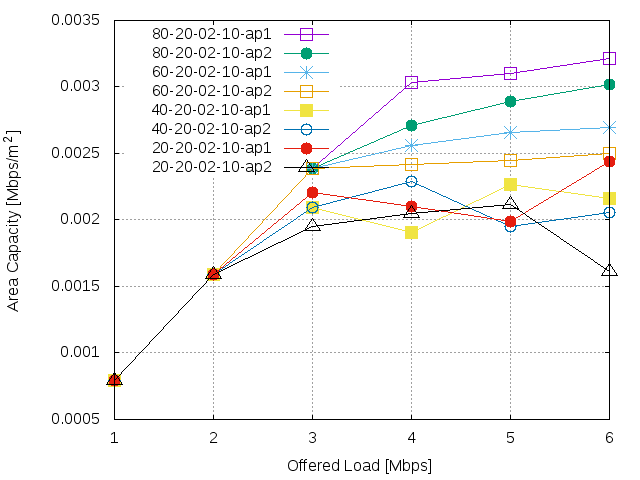 0.0035
0.003
0.0025
0.002
0.0015
0.001
0.0005
Area Capacity [Mbps/m²]
80-20-02-10-ap1
80-20-02-10-ap2
60-20-02-10-ap1
60-20-02-10-ap2
40-20-02-10-ap1
40-20-02-10-ap2
20-20-02-10-ap1
20-20-02-10-ap2
1 2 3 4 5 6
Offered Load [Mbps]